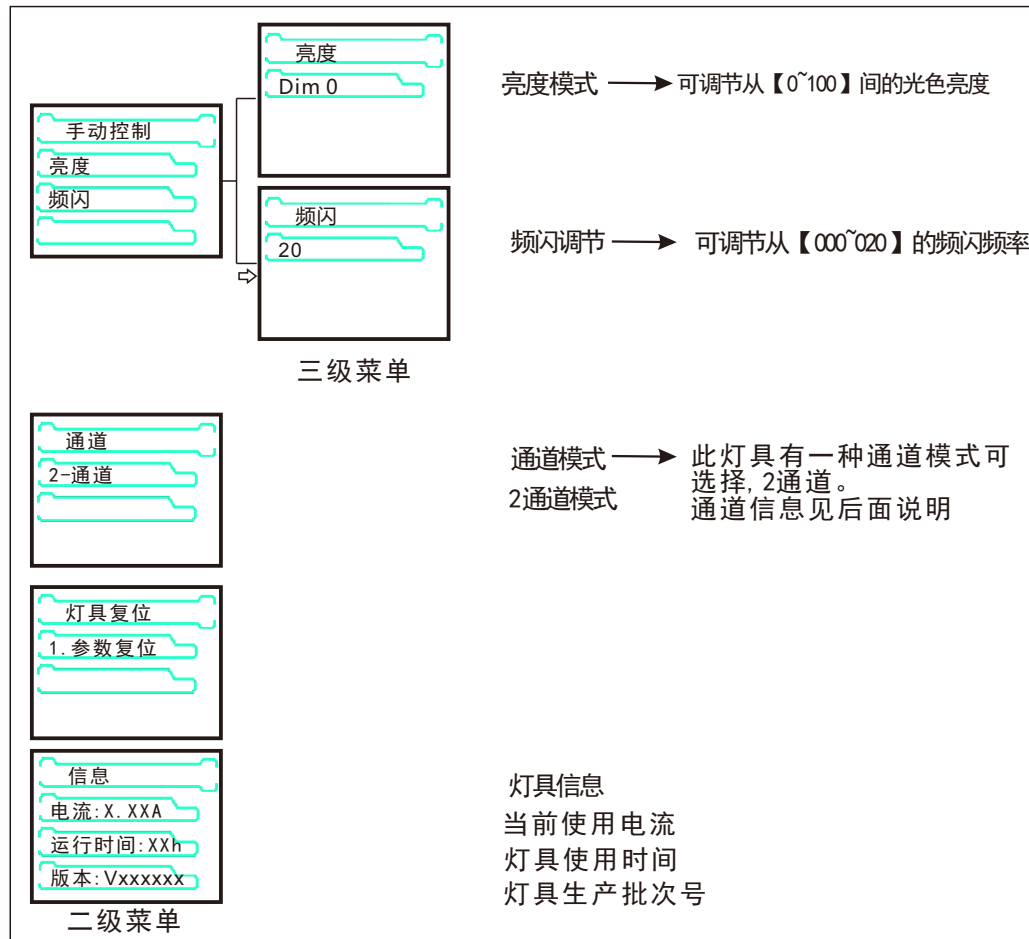 亮度
Dim 0
亮度模式
可调节从【0~100】间的光色亮度
手动控制
亮度
频闪
频闪
20
频闪调节
可调节从【000~020】的频闪频率
三级菜单
通道
2-通道
通道模式
2通道模式
此灯具有一种通道模式可
选择,2通道。
通道信息见后面说明
灯具复位
1.参数复位
信息
电流:X.XXA
运行时间:XXh
版本:Vxxxxxx
二级菜单
灯具信息
当前使用电流
灯具使用时间
灯具生产批次号